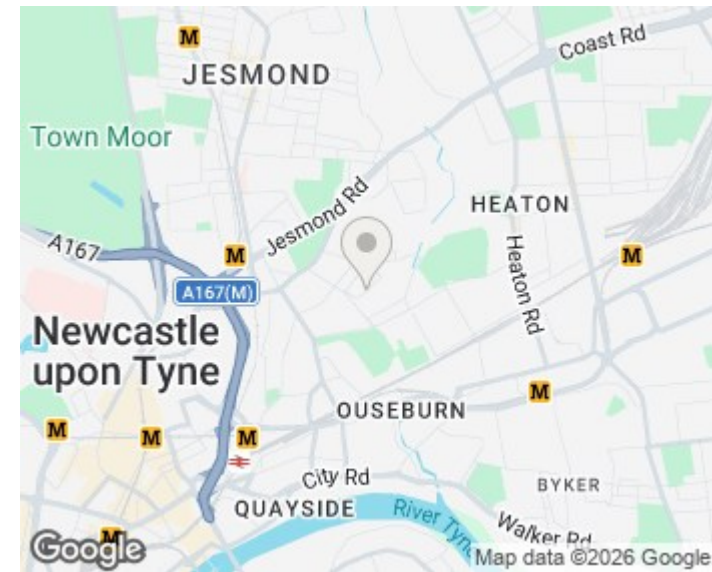 M
Coast Rd
JESMOND
Town Moor
Jesmond Rd
HEATON
A167
M
M
Heaton Rd
A167(M)
Newcastle
upon Tyne
M
OUSEBURN
M
M
M
City Rd
BYKER
QUAYSIDE
River Tyne
Walker Rd
M
Google
Map data ©2026 Google